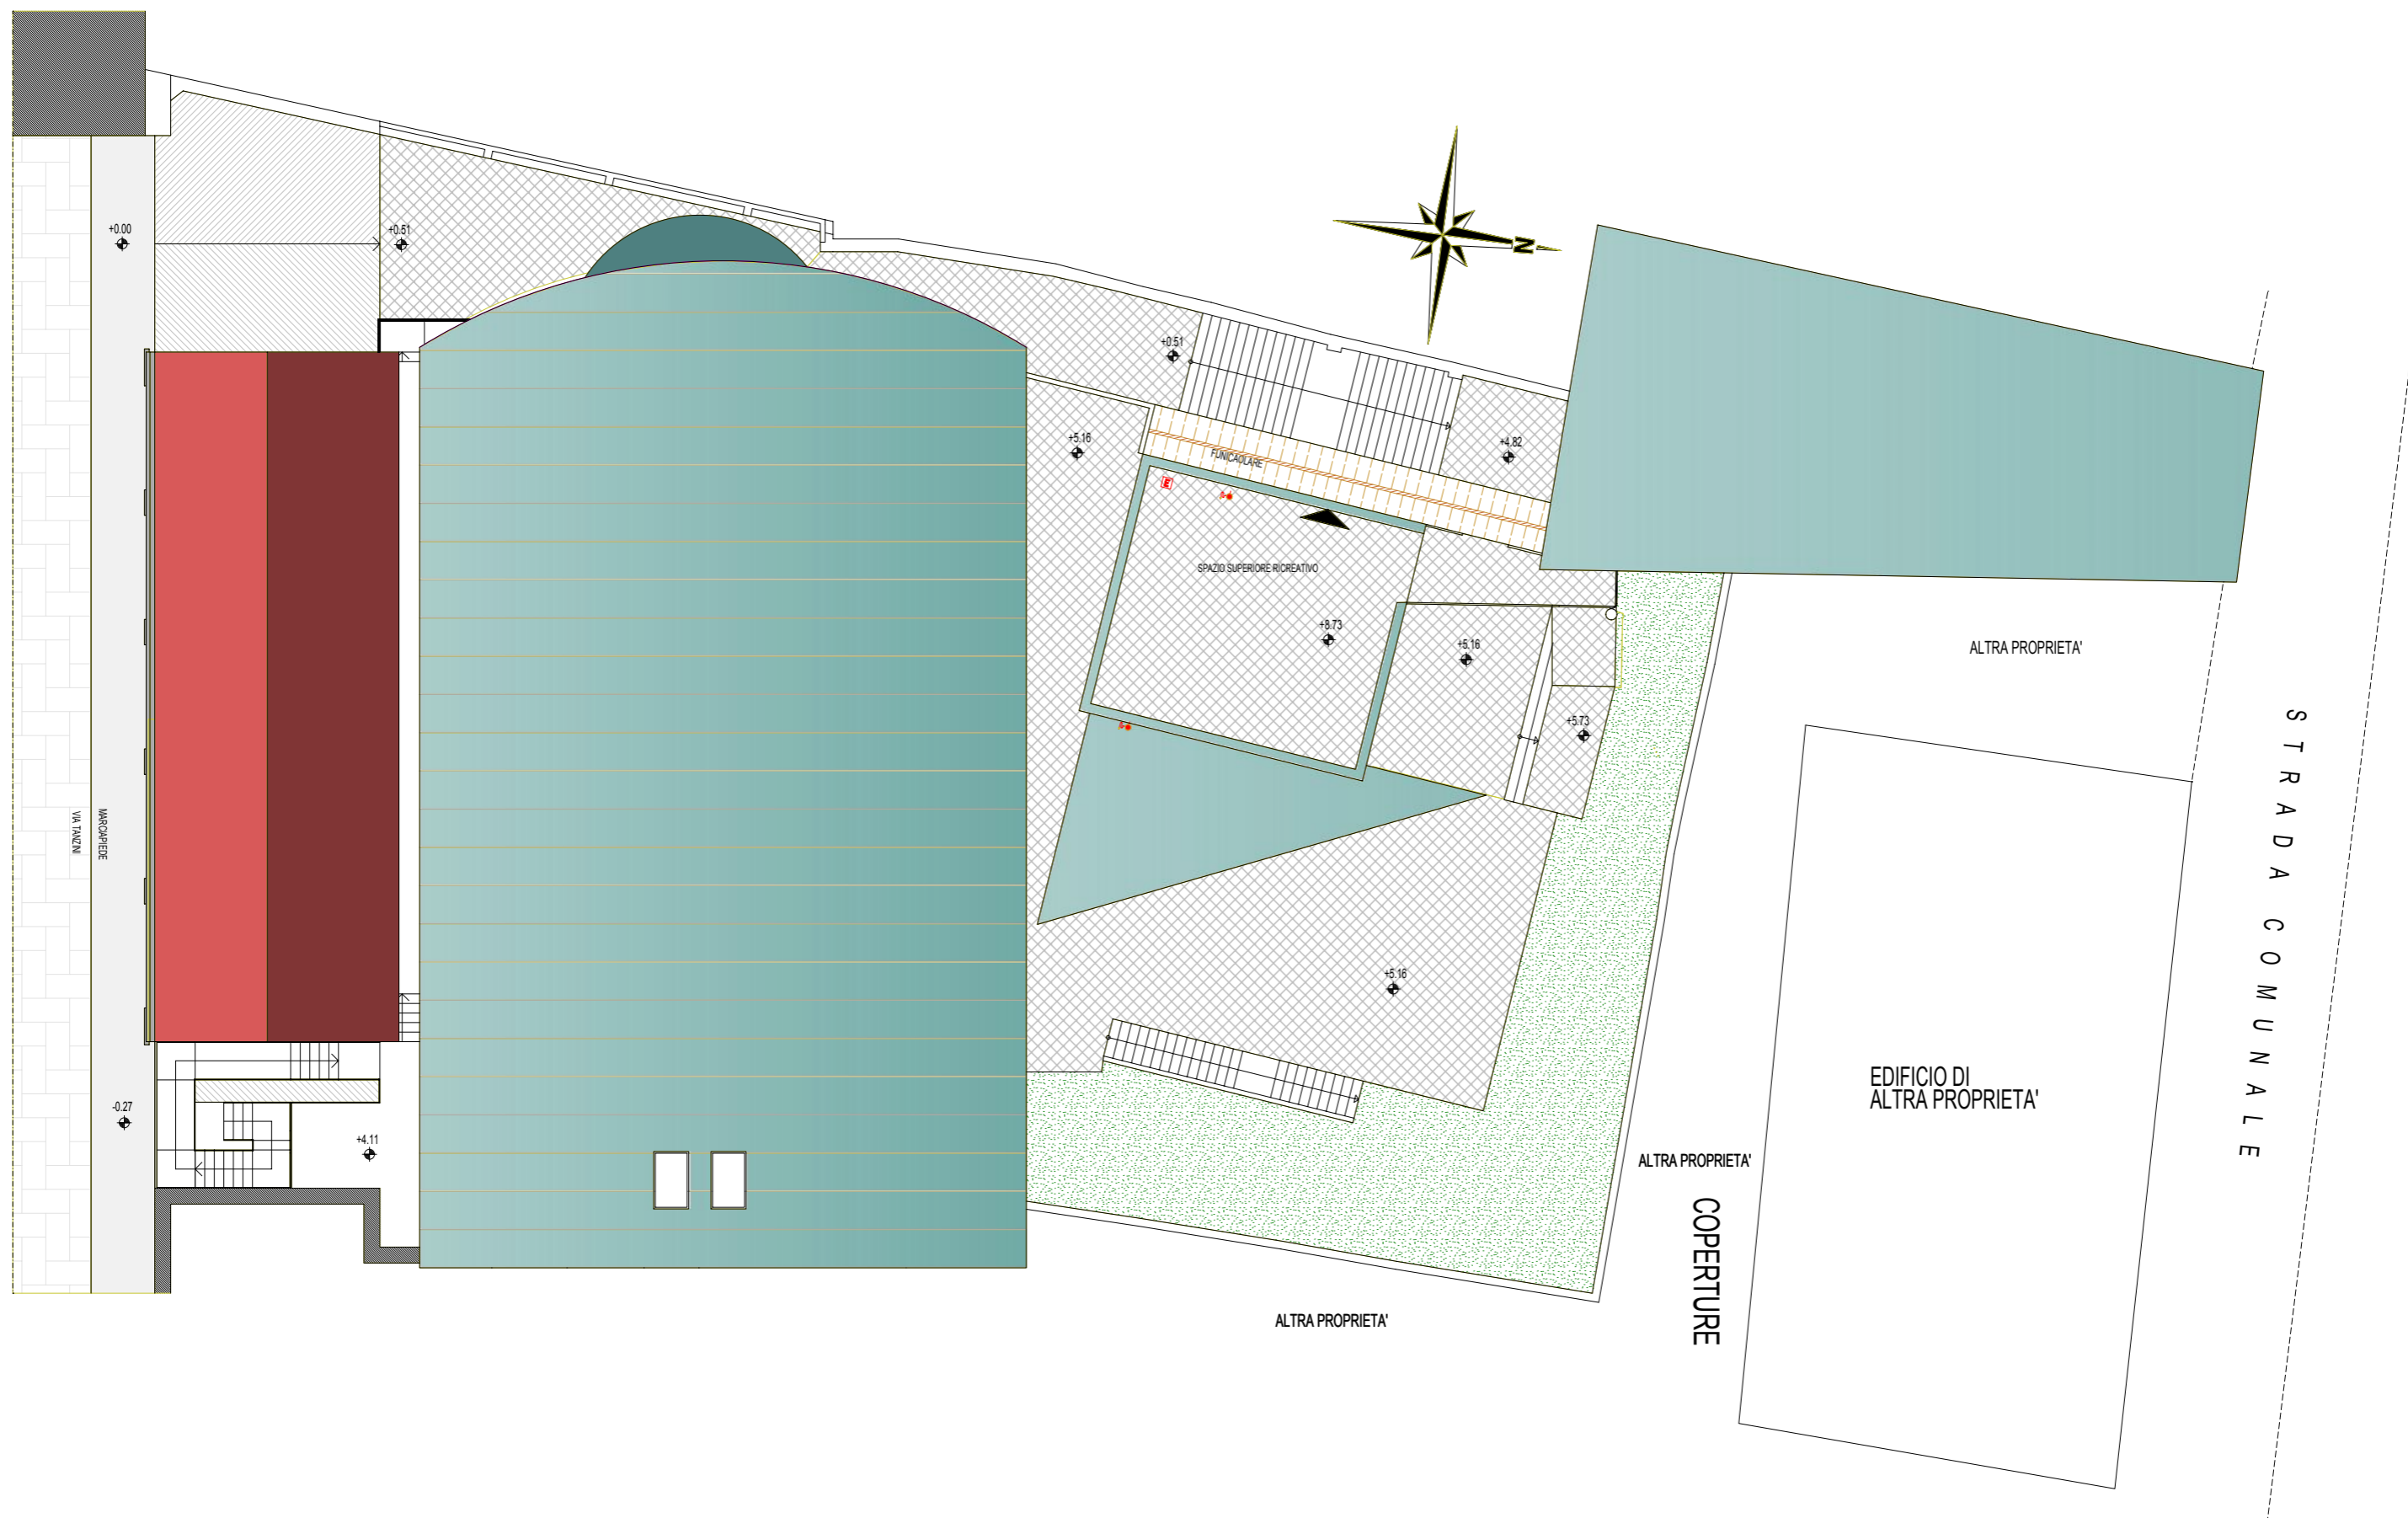 +0.00
+0.51
N
+0.51
+5.16
+4.82
FUNICAOLARE
E
SPAZIO SUPERIORE RICREATIVO
+8.73
+5.16
+5.73
ALTRA PROPRIETA'
STRADA COMUNALE
MARCIAPIEDE
VIA TANZINI
+5.16
EDIFICIO DI
ALTRA PROPRIETA'
-0.27
+4.11
ALTRA PROPRIETA'
COPERTURE
ALTRA PROPRIETA'